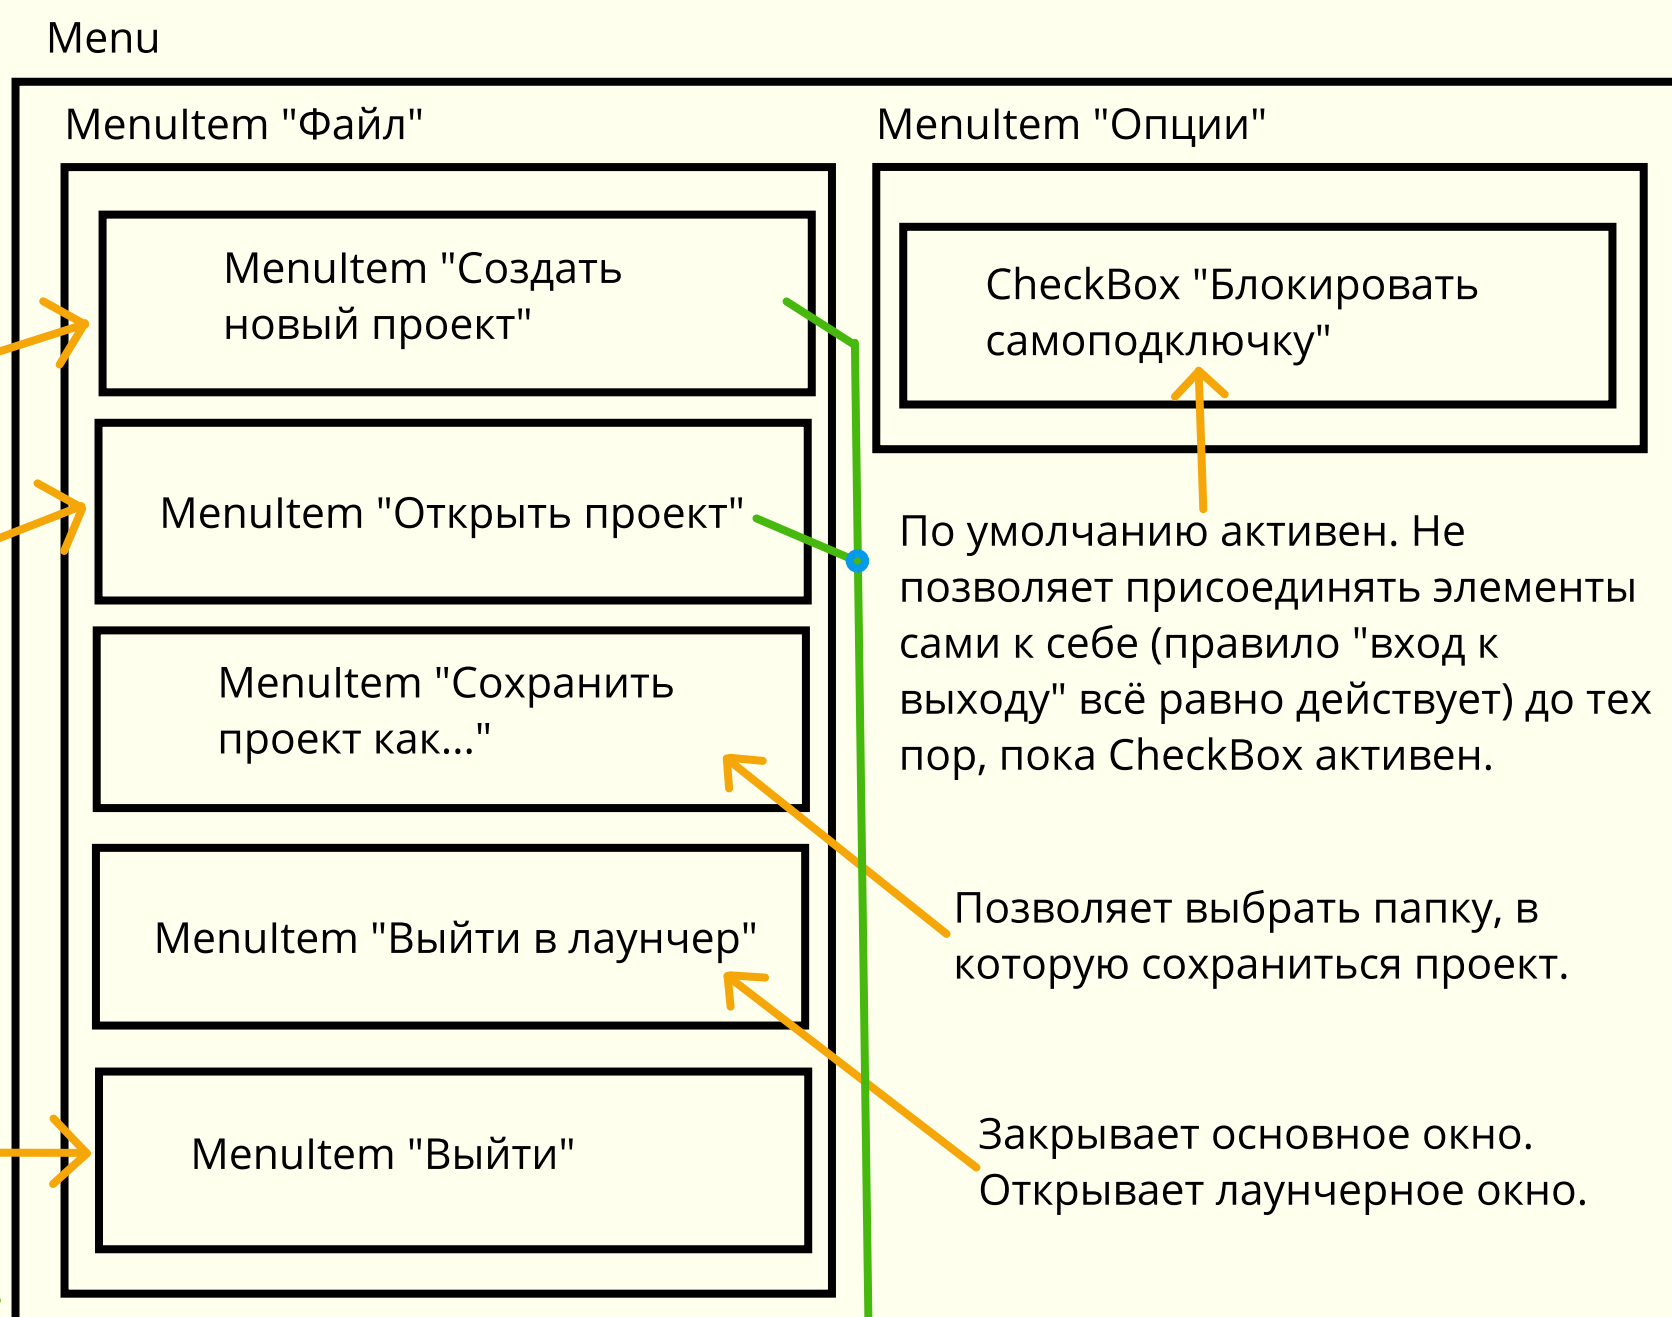 Menu
MenuItem "Файл"
MenuItem "Создать
новый проект"
MenuItem "Открыть проект"
MenuItem "Сохранить
проект как..."
MenuItem "Выйти в лаунчер"
MenuItem "Выйти"
MenuItem "Опции"
CheckBox "Блокировать
самоподключку"
По умолчанию активен. Не
позволяет присоединять элементы
сами к себе (правило "вход к
выходу" всё равно действует) до тех
пор, пока CheckBox активен.
Позволяет выбрать папку, в
которую сохраниться проект.
Закрывает основное окно.
Открывает лаунчерное окно.